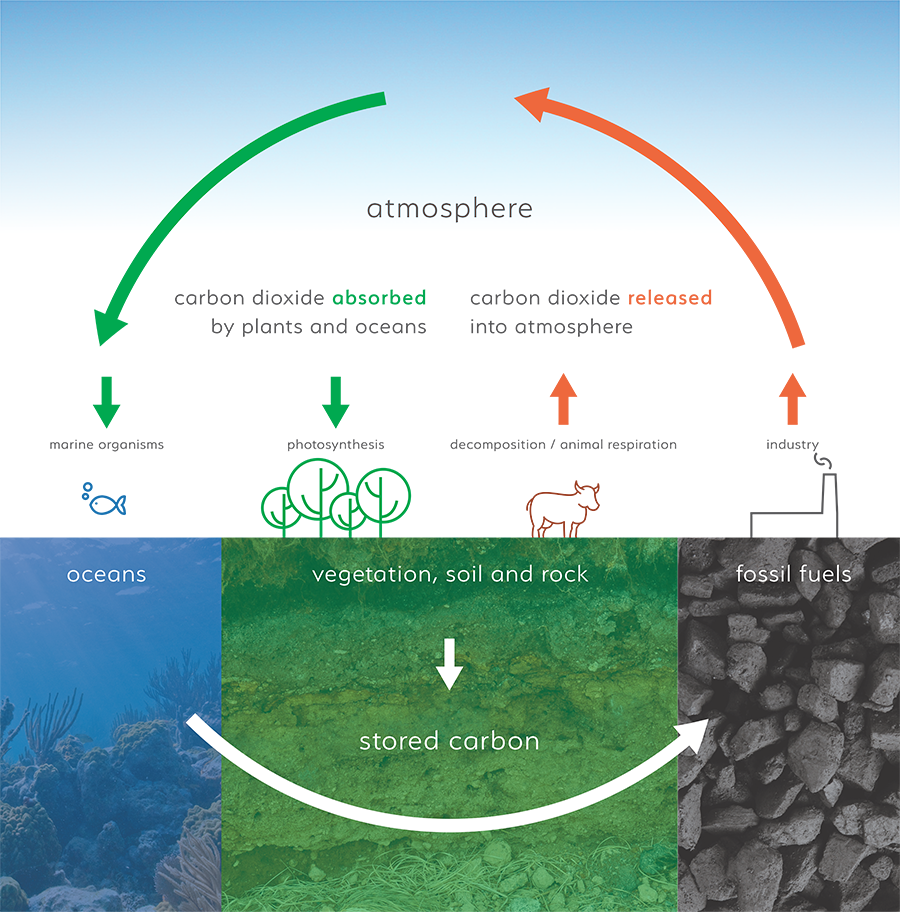 atmosphere
carbon dioxide absorbed
by plants and oceans
carbon dioxide released
into atmosphere
marine organisms
photosynthesis
decomposition / animal respiration
industry
oceans
vegetation, soil and rock
fossil fuels
stored carbon